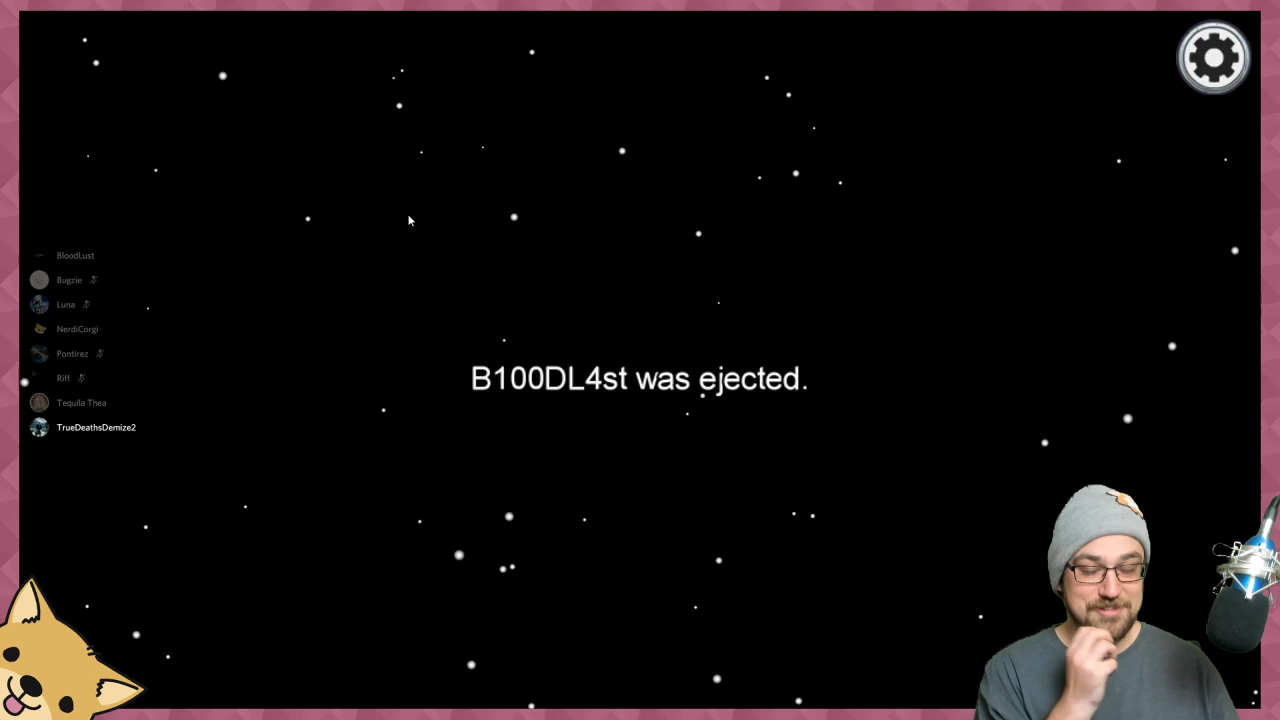 BloodLust
Bugzie
Luna
NerdiCorgi
Pontirez
Riff
Tequila Thea
TrueDeathsDemize2
B100DL4st was ejected.